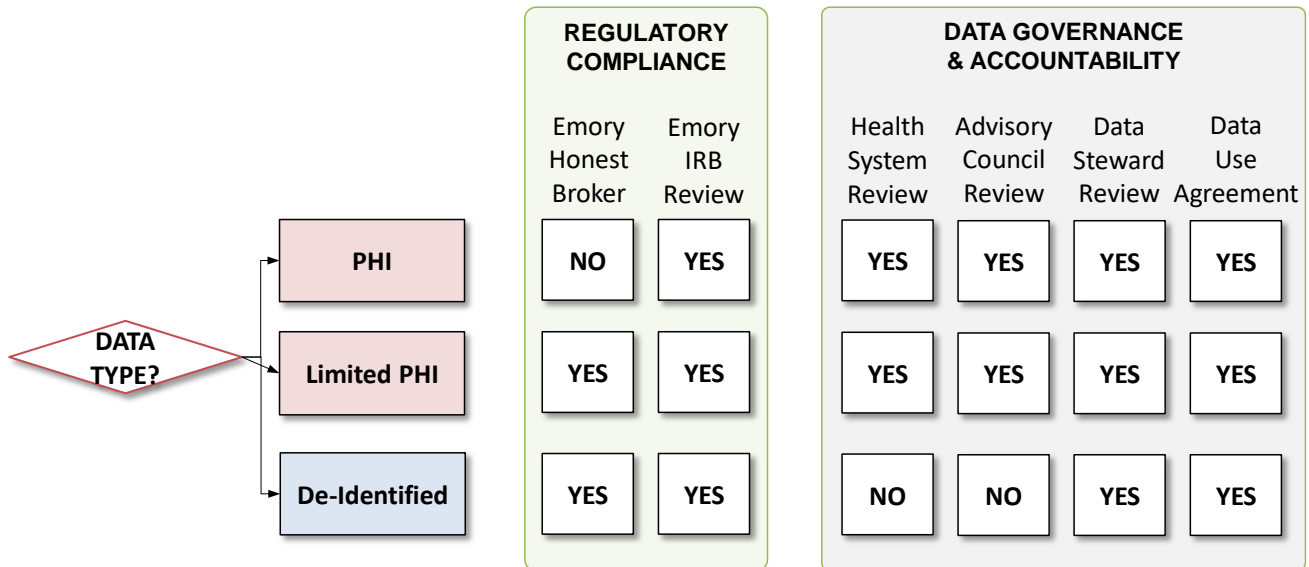 REGULATORY
COMPLIANCE
DATA GOVERNANCE
& ACCOUNTABILITY
Emory
Honest
Broker
Emory
IRB
Review
Health
System
Review
Advisory
Council
Review
Data
Steward
Review
Data
Use
Agreement
DATA
TYPE?
PHI
NO
YES
YES
YES
YES
YES
Limited PHI
YES
YES
YES
YES
YES
YES
De-Identified
YES
YES
NO
NO
YES
YES